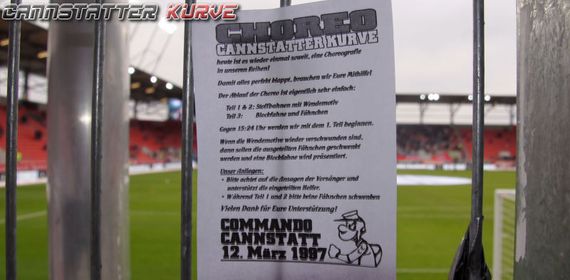 CANNSTATTER KURVE
CHOREO
CANNSTATTER KURVE
heute ist es wieder einmal soweit, eine Choreografie
in unseren Reihen!
Damit alles perfekt klappt, brauchen wir Eure Mithilfe!
Der Ablauf der Choreo ist eigentlich sehr einfach:
Teil 1 & 2: Stoffbahnen mit Wendemotiv
Teil 3: Blockfahne und Fähnchen
Gegen 15:24 Uhr werden wir mit dem 1. Teil beginnen.
Wenn die Wendemotive wieder verschwunden sind,
dann sollen die ausgeteilten Fähnchen geschwenkt
werden und eine Blockfahne wird präsentiert.
Unser Anliegen:
• Bitte achtet auf die Ansagen der Vorsänger und
unterstützt die eingeteilten Helfer.
• Während Teil 1 und 2 bitte keine Fähnchen schwenken
Vielen Dank für Eure Unterstützung!
COMMANDO
CANNSTATT
12. März 1997